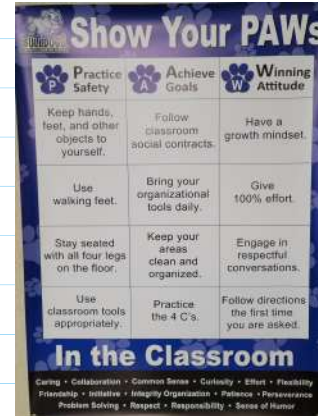 Show Your PAWs
Practice Safety
P
Achieve Goals
A
Winning Attitude
W
Keep hands,
feet, and other
objects to
yourself.
Follow
classroom
social contracts.
Have a
growth mindset.
Use
walking feet.
Bring your
organizational
tools daily.
Give
100% effort.
Stay seated
with all four legs
on the floor.
Keep your
areas
clean and
organized.
Engage in
respectful
conversations.
Use
classroom tools
appropriately.
Practice
the 4 C's.
Follow directions
the first time
you are asked.
In the Classroom
Caring • Collaboration • Common Sense • Curiosity • Effort • Flexibility
Friendship • Initiative • Integrity Organization • Patience • Perseverance
Problem Solving • Respect • Responsibility • Sense of Humor